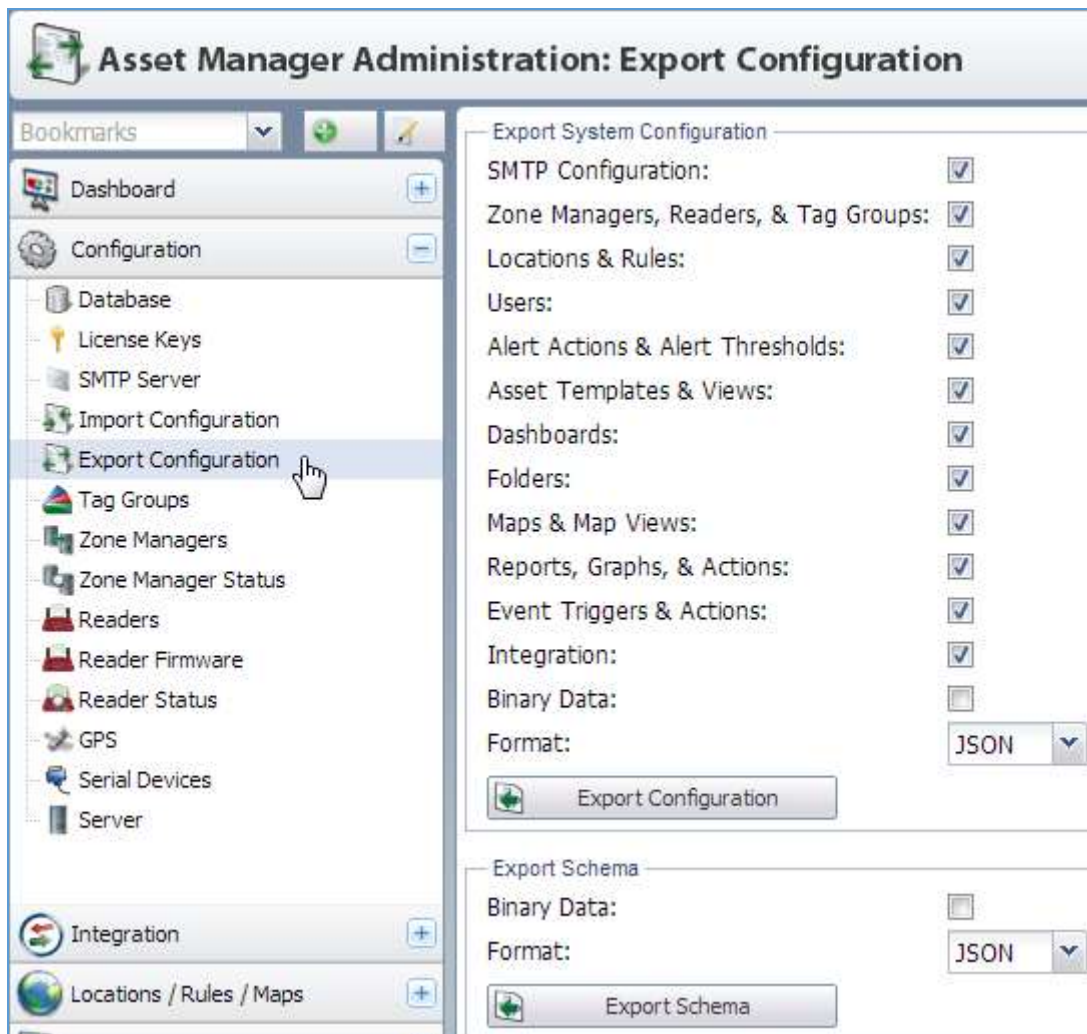 Asset Manager Administration: Export Configuration
Bookmarks
Dashboard
Configuration
Database
License Keys
SMTP Server
Import Configuration
Export Configuration
Tag Groups
Zone Managers
Zone Manager Status
Readers
Reader Firmware
Reader Status
GPS
Serial Devices
Server
Integration
Locations / Rules / Maps
Export System Configuration
SMTP Configuration:
Zone Managers, Readers, & Tag Groups:
Locations & Rules:
Users:
Alert Actions & Alert Thresholds:
Asset Templates & Views:
Dashboards:
Folders:
Maps & Map Views:
Reports, Graphs, & Actions:
Event Triggers & Actions:
Integration:
Binary Data:
Format: JSON
Export Configuration
Export Schema
Binary Data:
Format: JSON
Export Schema